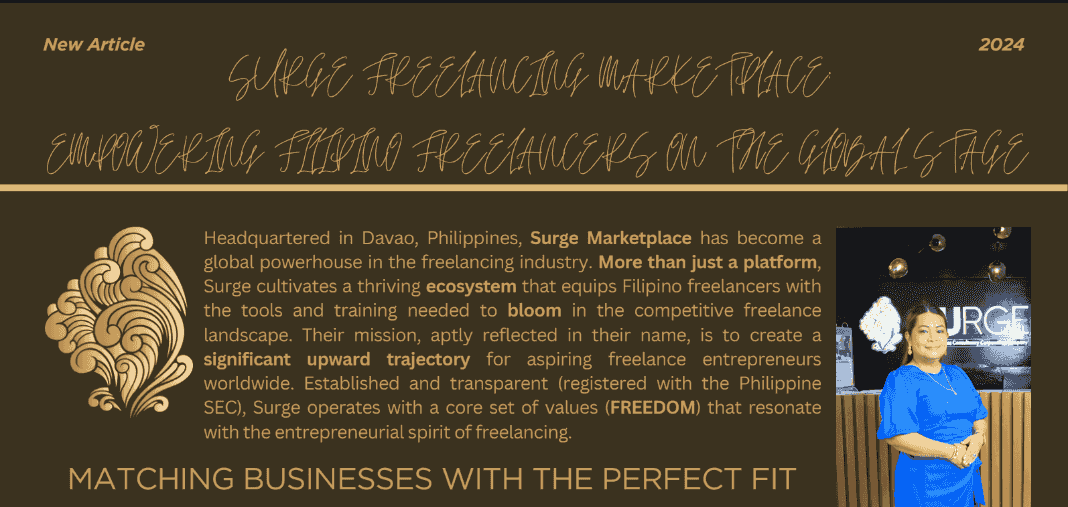 New Article
2024
SURGE FREELANCING MARKETPLACE:
EMPOWERING FILIPINO FREELANCERS ON THE GLOBAL STAGE
Headquartered in Davao, Philippines, Surge Marketplace has become a
global powerhouse in the freelancing industry. More than just a platform,
Surge cultivates a thriving ecosystem that equips Filipino freelancers with
the tools and training needed to bloom in the competitive freelance
landscape. Their mission, aptly reflected in their name, is to create a
significant upward trajectory for aspiring freelance entrepreneurs
worldwide. Established and transparent (registered with the Philippine
SEC), Surge operates with a core set of values (FREEDOM) that resonate
with the entrepreneurial spirit of freelancing.
URGE
MATCHING BUSINESSES WITH THE PERFECT FIT